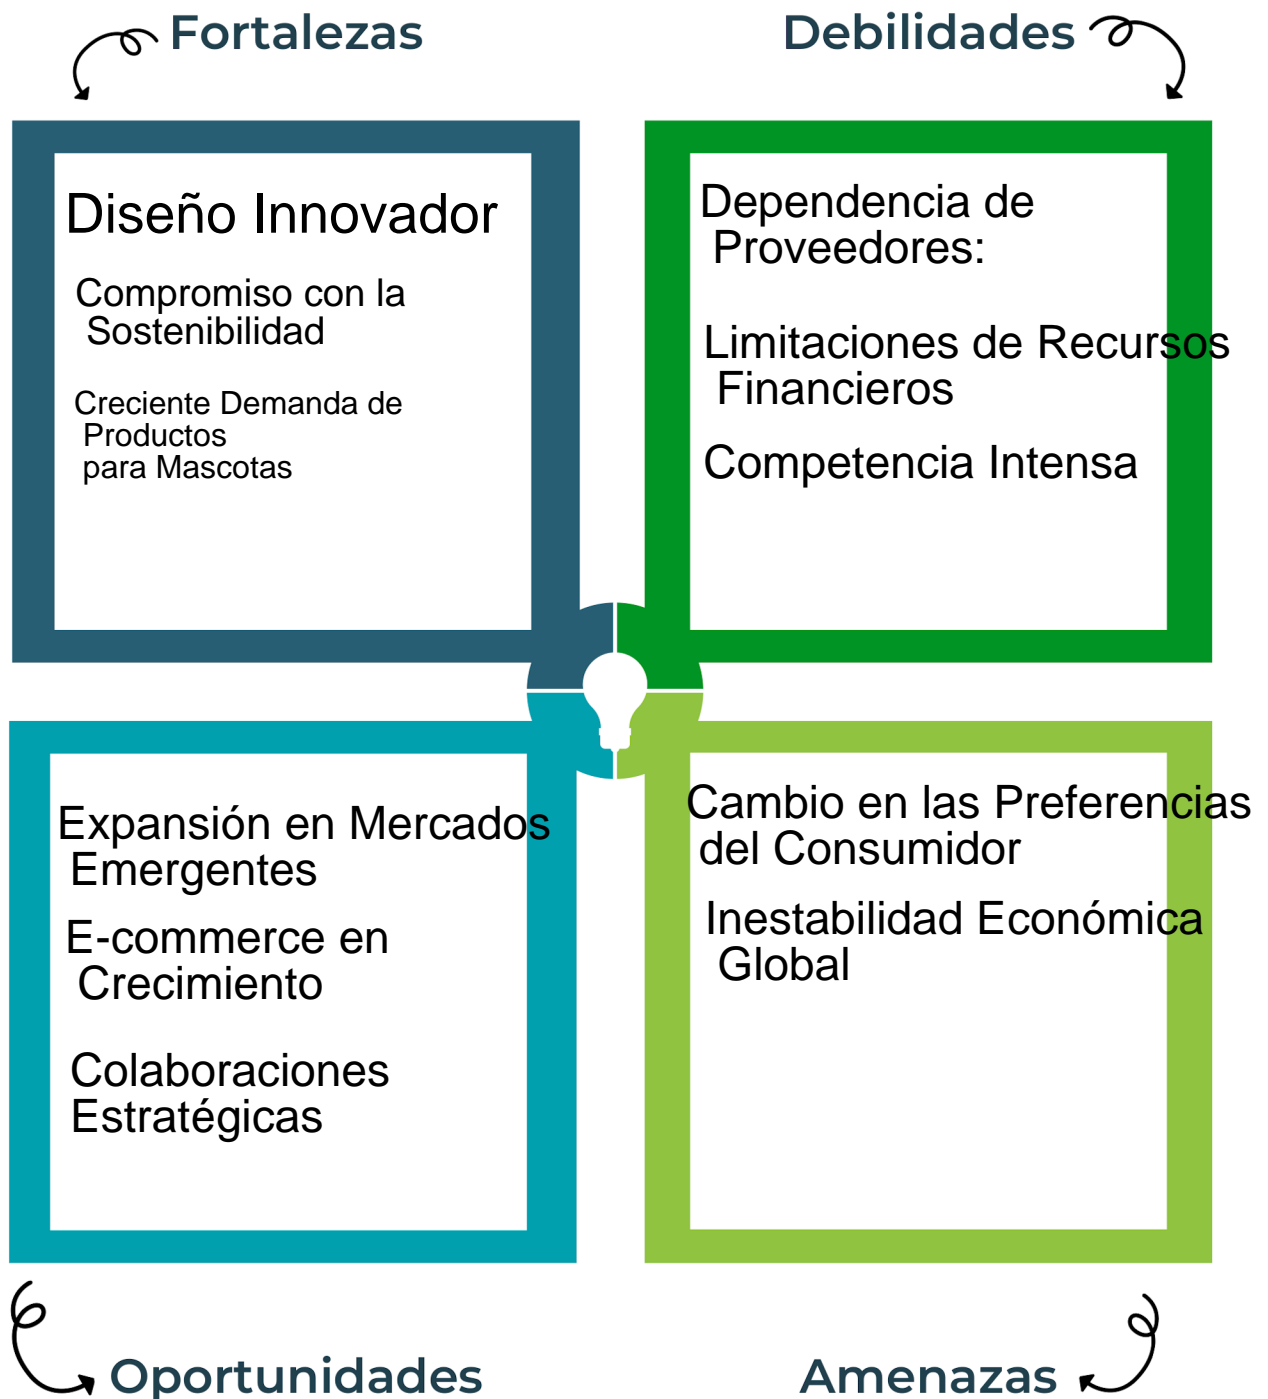 Fortalezas
Diseño Innovador
Compromiso con la
Sostenibilidad
Creciente Demanda de
Productos
para Mascotas
Debilidades
Dependencia de
Proveedores:
Limitaciones de Recursos
Financieros
Competencia Intensa
Expansión en Mercados
Emergentes
E-commerce en
Crecimiento
Colaboraciones
Estratégicas
Oportunidades
Cambio en las Preferencias
del Consumidor
Inestabilidad Económica
Global
Amenazas